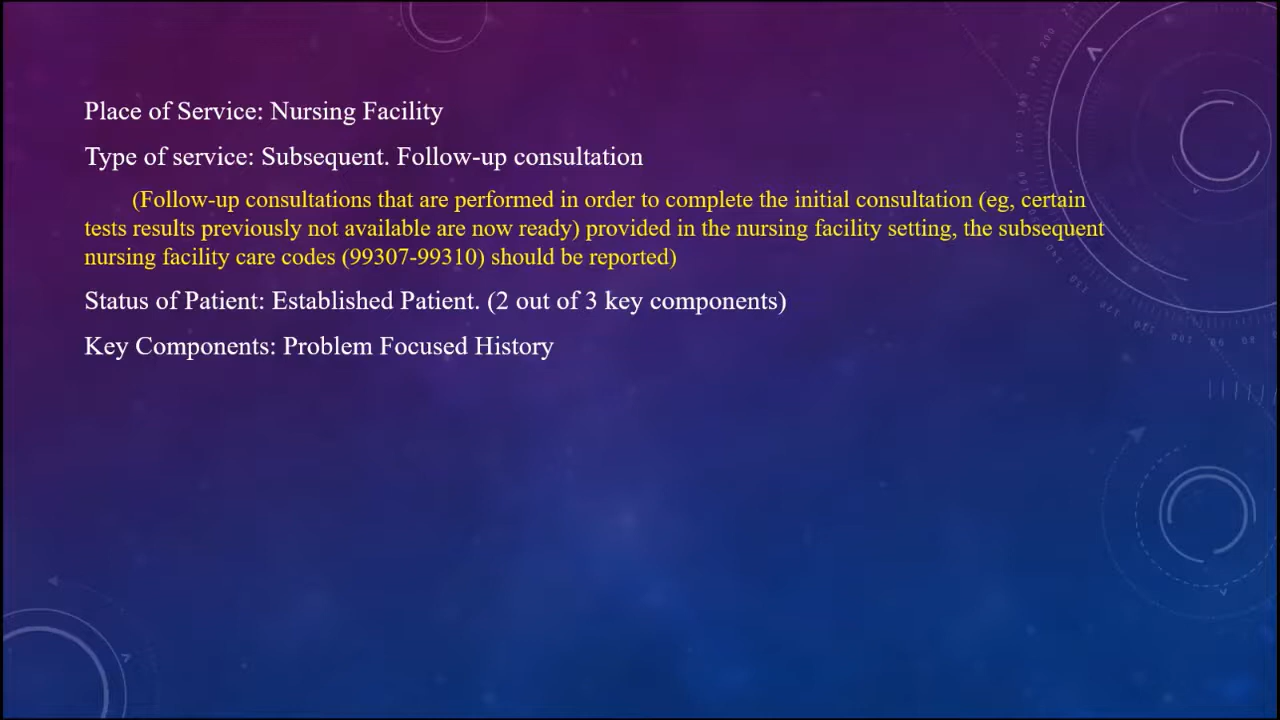 Place of Service: Nursing Facility
Type of service: Subsequent. Follow-up consultation
(Follow-up consultations that are performed in order to complete the initial consultation (eg, certain
tests results previously not available are now ready) provided in the nursing facility setting, the subsequent
nursing facility care codes (99307-99310) should be reported)
Status of Patient: Established Patient. (2 out of 3 key components)
Key Components: Problem Focused History